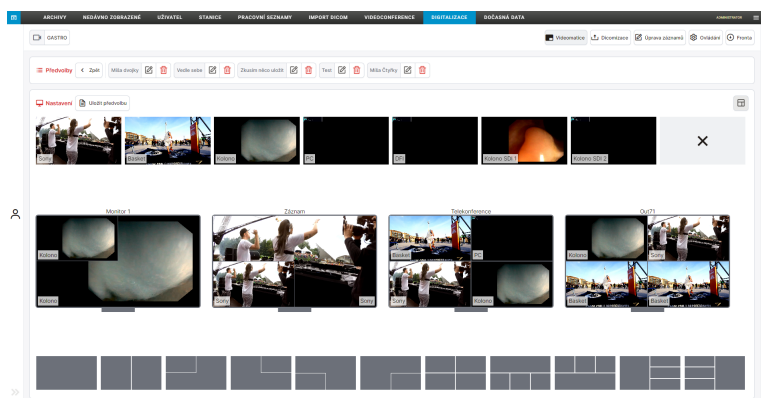 ARCHIVY NEDÁVNO ZOBRAZENÉ UŽIVATEL STANICE PRACOVNÍ SEZNAMY IMPORT DICOM VIDEOCONFERENCE DIGITALIZACE DOČASNÁ DATA ADMINISTRATOR
GASTRO Videomatice Dicomizace Oprava záznamů Ovládání Fronta
Předvolby Zpět Míša dvojky Vedle sebe Zkusím něco uložit Test Míša Čtyřky
Nastavení Uložit předvolbu
Sony Basket Kolono PC DFI Kolono SDI 1 Kolono SDI 2
Monitor 1 Záznam Telekonference Out71
Kolono Basket PC Kolono Sony
Kolono Sony Sony Sony Kolono Basket Basket